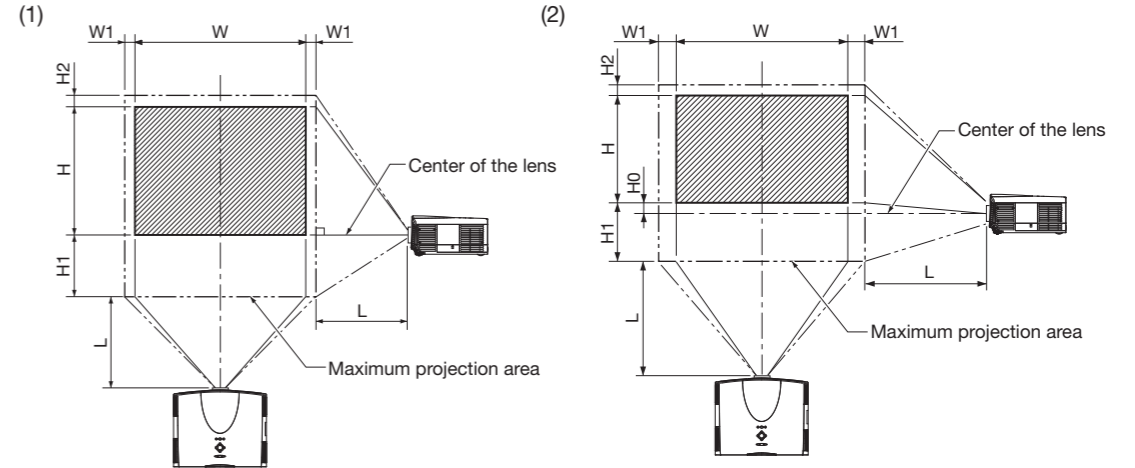 (1)
W1 W W1
H2
H
Center of the lens
H1
L
L
Maximum projection area
(2)
W1 W W1
H2
Center of the lens
H
H0
H1
L
L
Maximum projection area